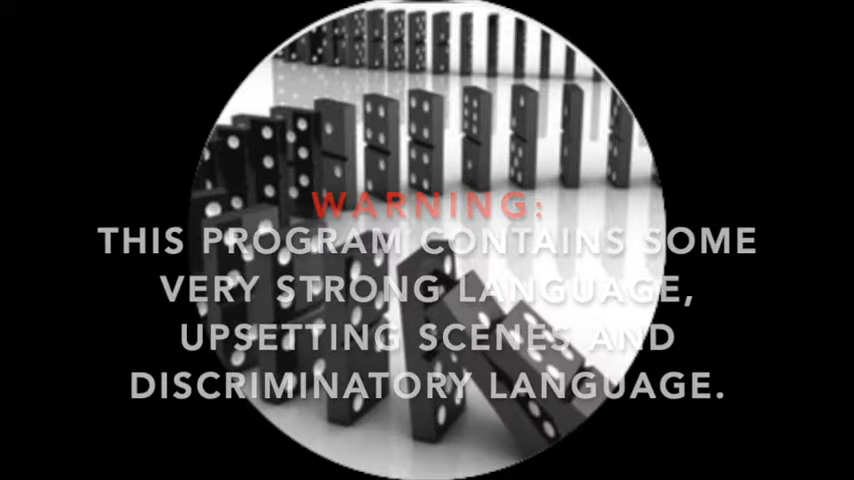 WARNING:
THIS PROGRAM CONTAINS SOME
VERY STRONG LANGUAGE,
UPSETTING SCENES AND
DISCRIMINATORY LANGUAGE.